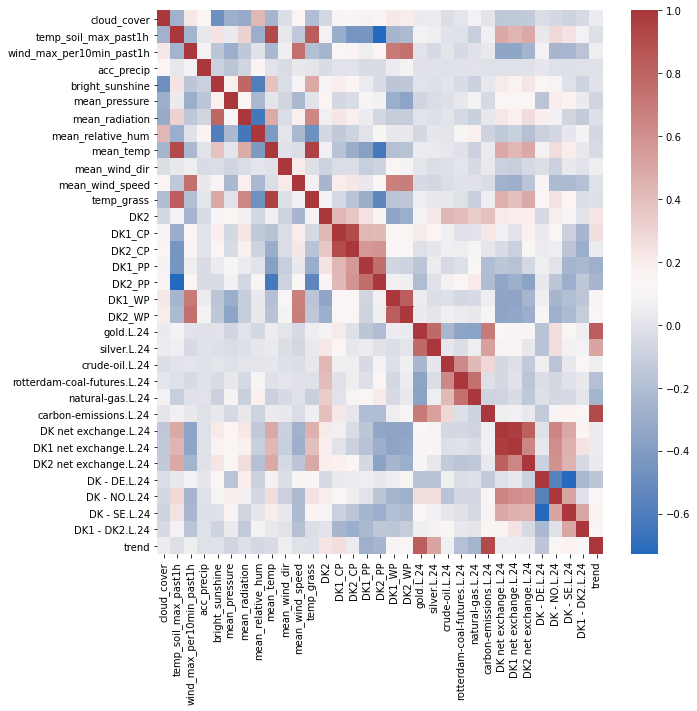 cloud_cover
temp_soil_max_past1h
wind_max_per10min_past1h
acc_precip
bright_sunshine
mean_pressure
mean_radiation
mean_relative_hum
mean_temp
mean_wind_dir
mean_wind_speed
temp_grass
DK2
DK1_CP
DK2_CP
DK1_PP
DK2_PP
DK1_WP
DK2_WP
gold.L.24
silver.L.24
crude-oil.L.24
rotterdam-coal-futures.L.24
natural-gas.L.24
carbon-emissions.L.24
DK net exchange.L.24
DK1 net exchange.L.24
DK2 net exchange.L.24
DK - DE.L.24
DK - NO.L.24
DK - SE.L.24
DK1 - DK2.L.24
trend
cloud_cover
temp_soil_max_past1h
wind_max_per10min_past1h
acc_precip
bright_sunshine
mean_pressure
mean_radiation
mean_relative_hum
mean_temp
mean_wind_dir
mean_wind_speed
temp_grass
DK2
DK1_CP
DK2_CP
DK1_PP
DK2_PP
DK1_WP
DK2_WP
gold.L.24
silver.L.24
crude-oil.L.24
rotterdam-coal-futures.L.24
natural-gas.L.24
carbon-emissions.L.24
DK net exchange.L.24
DK1 net exchange.L.24
DK2 net exchange.L.24
DK - DE.L.24
DK - NO.L.24
DK - SE.L.24
DK1 - DK2.L.24
trend
1.0
0.8
0.6
0.4
0.2
0.0
−0.2
−0.4
−0.6